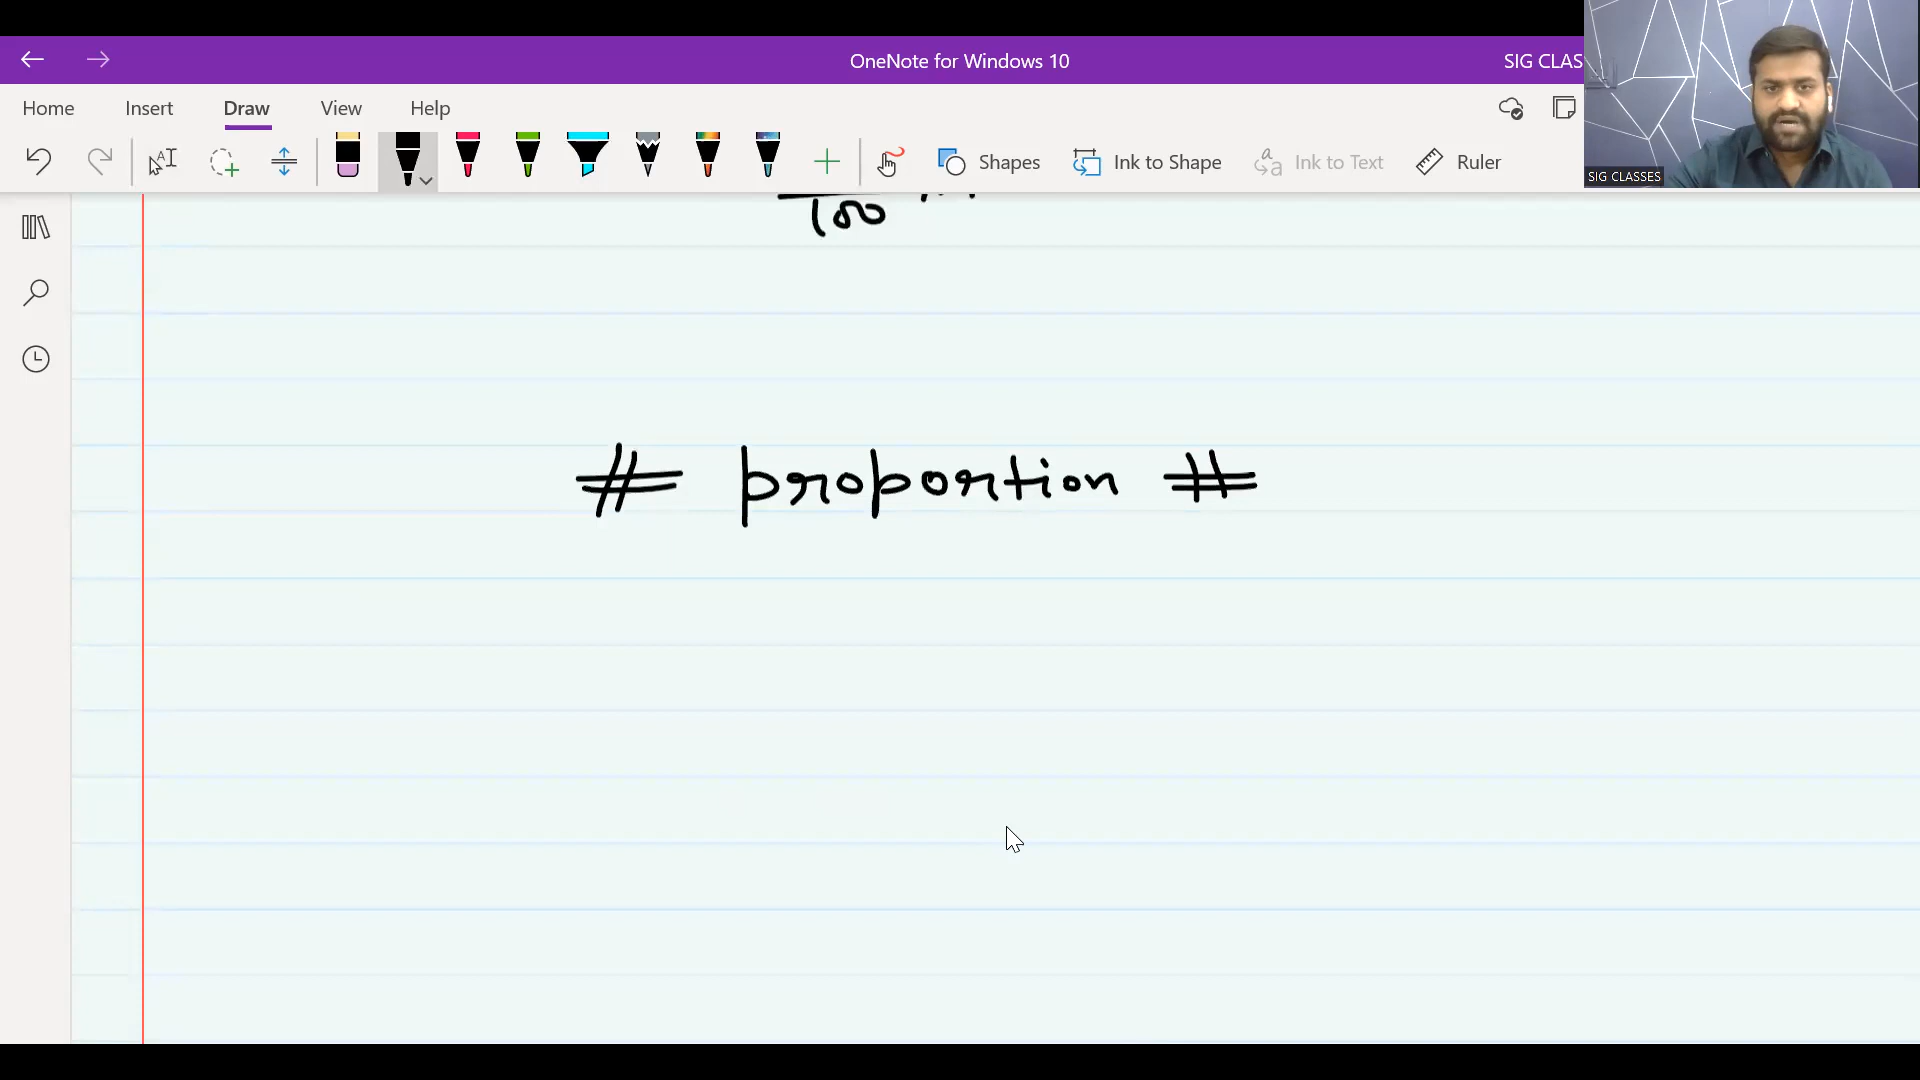 OneNote for Windows 10
SIG CLAS
Home Insert Draw View Help
Shapes Ink to Shape Ink to Text Ruler
SIG CLASSES
100
# proportion #